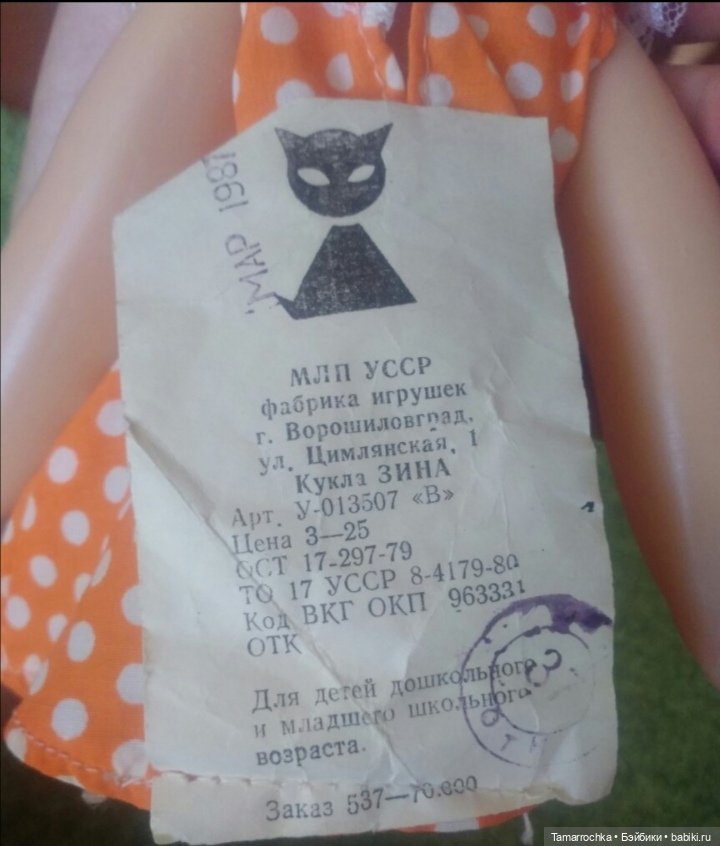 МАР 1981
МЛП УССР
фабрика игрушек
г. Ворошиловград,
ул. Цимлянская, 1
Кукла ЗИНА
Арт. У-013507 «В»
Цена 3—25
ОСТ 17-297-79
ТО 17 УССР 8-4179-80
Код ВКГ ОКП 963331
ОТК
Для детей дошкольного
и младшего школьного
возраста.
Заказ 537—70.000
ОТК
Tamarrochka • Бэйбики • babiki.ru